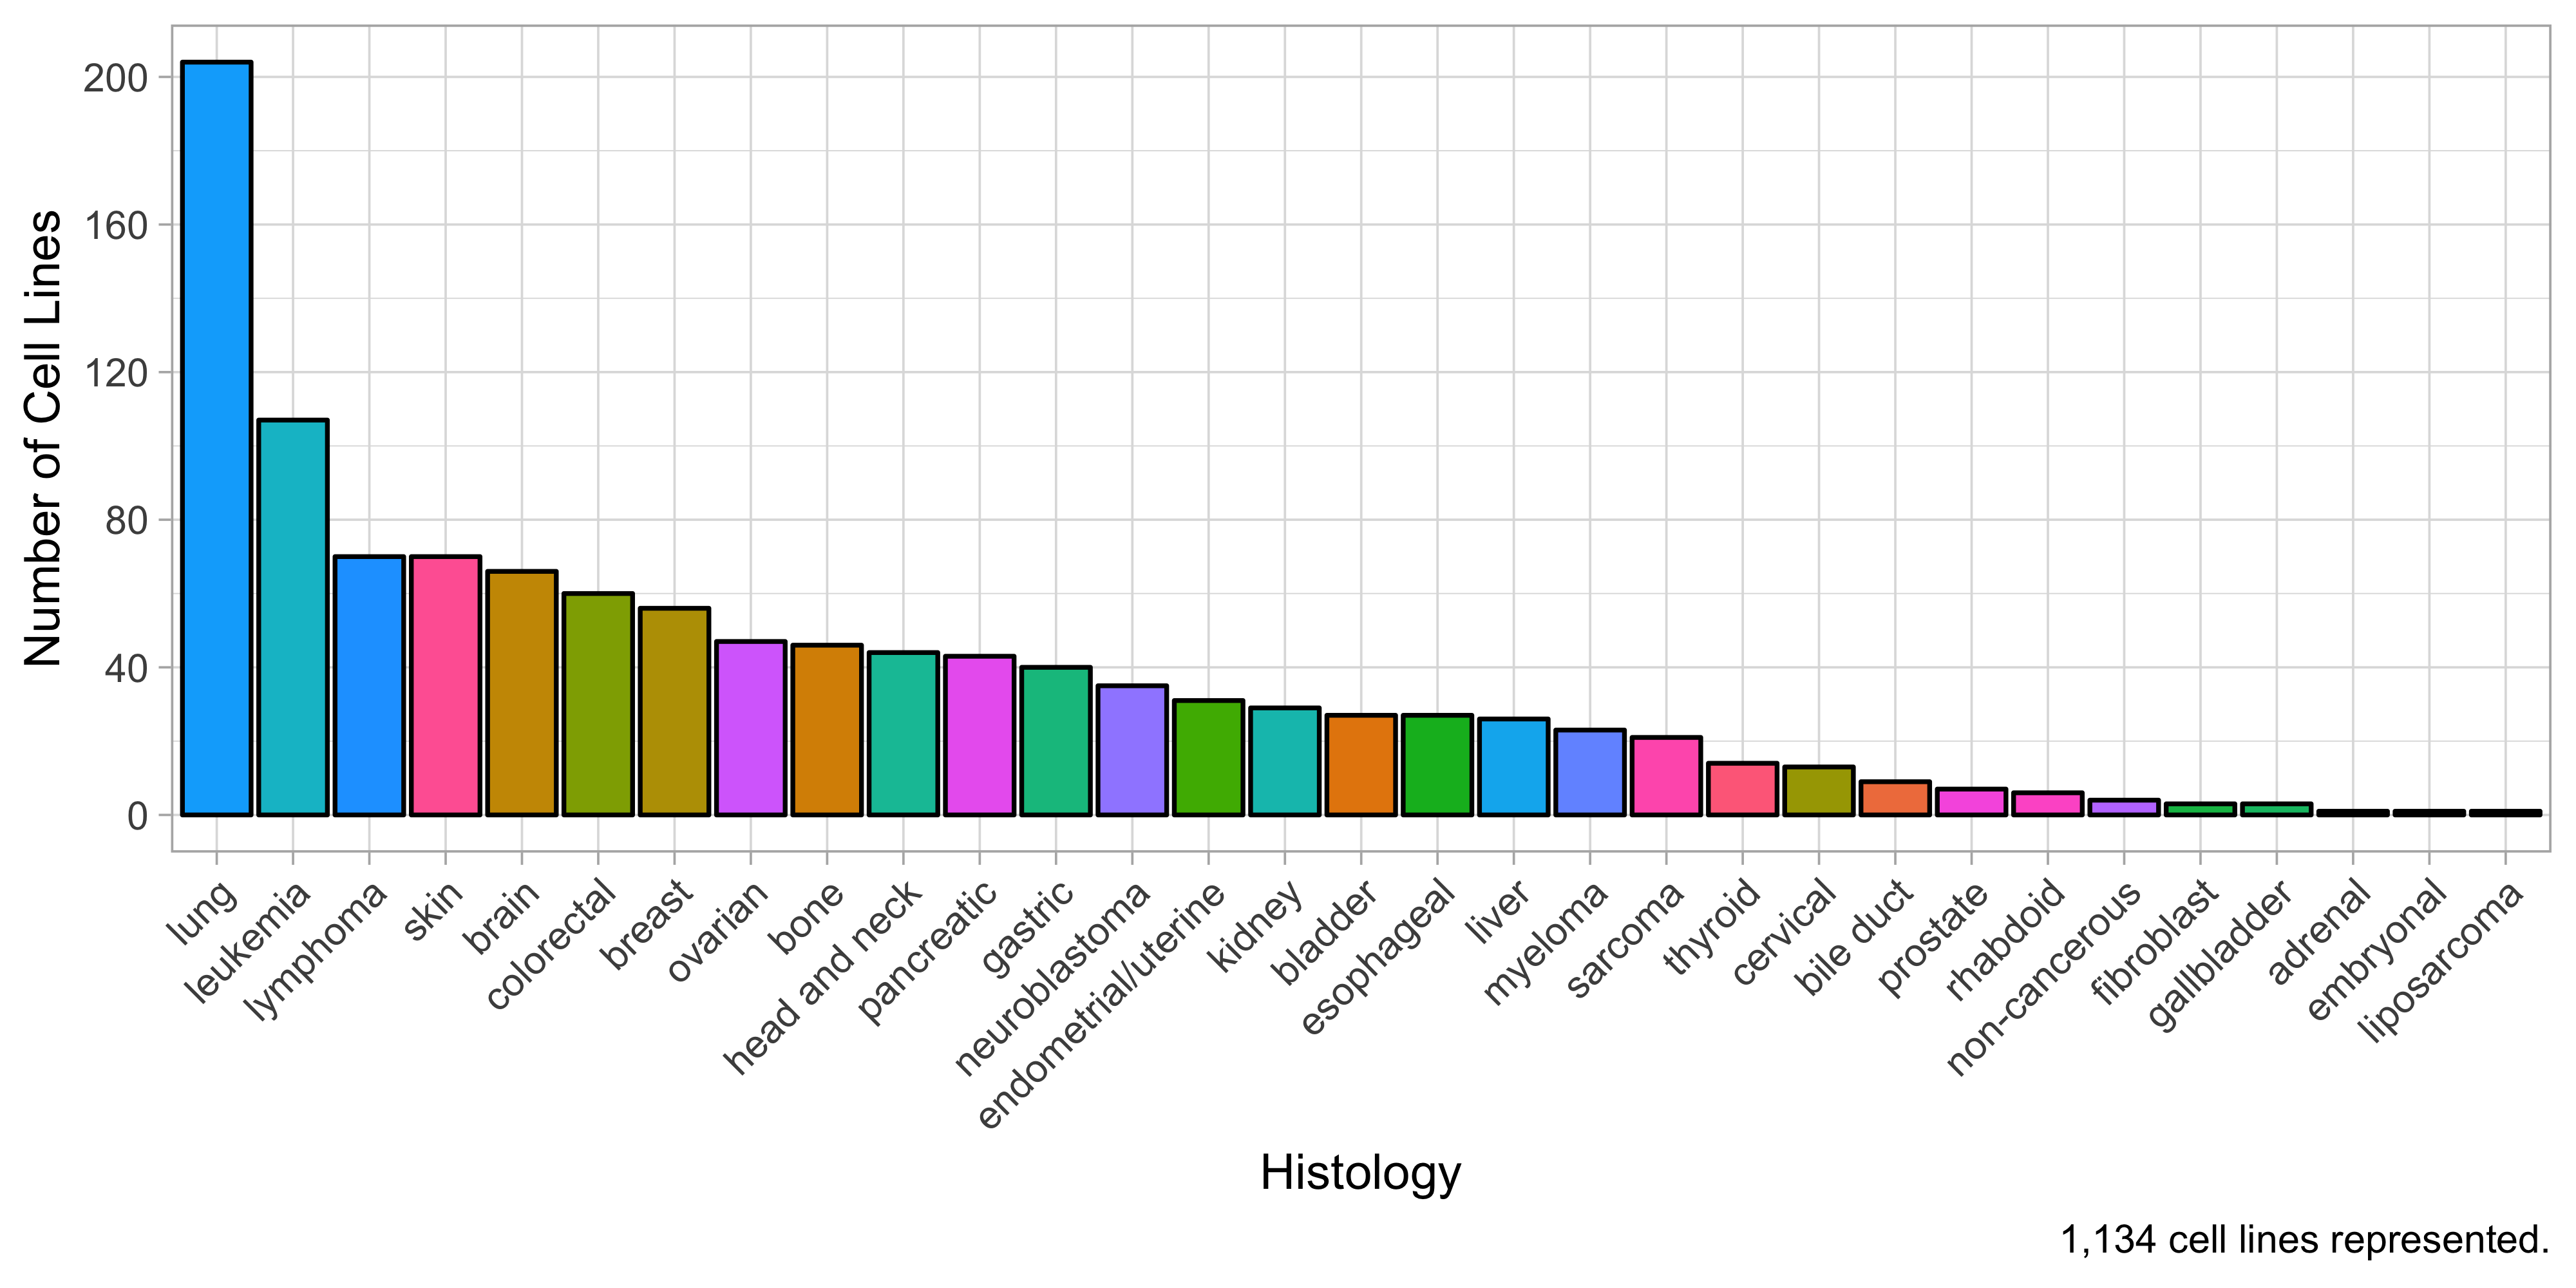 Number of Cell Lines
200
160
120
80
40
0
lung
leukemia
lymphoma
skin
brain
colorectal
breast
ovarian
bone
head and neck
pancreatic
gastric
neuroblastoma
endometrial/uterine
kidney
bladder
esophageal
liver
myeloma
sarcoma
thyroid
cervical
bile duct
prostate
rhabdoid
non-cancerous
fibroblast
gallbladder
adrenal
embryonal
liposarcoma
Histology
1,134 cell lines represented.